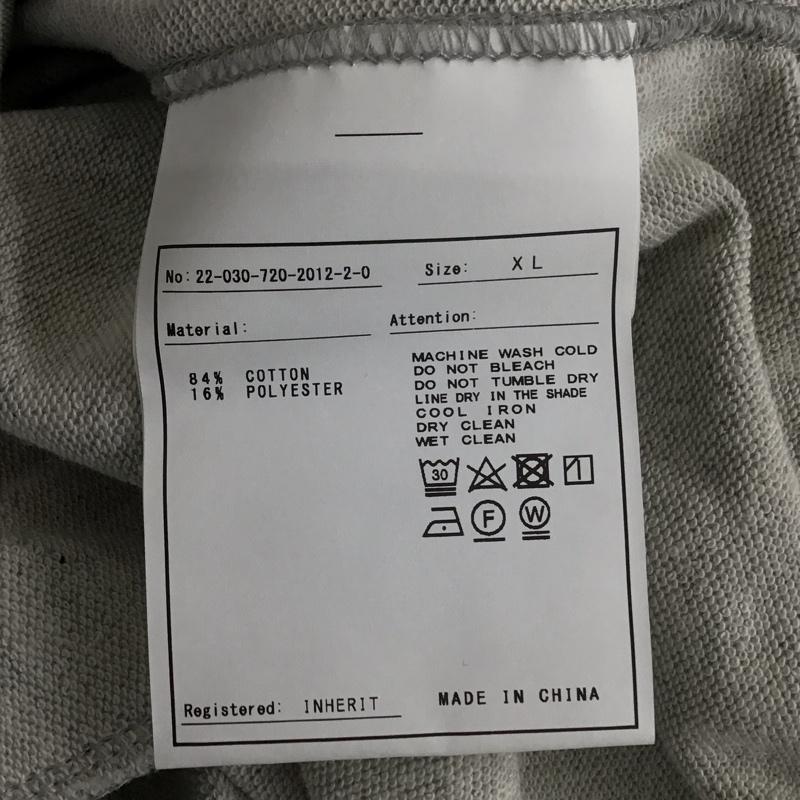 No: 22-030-720-2012-2-0
Size: XL
Material:
Attention:
84% COTTON
16% POLYESTER
MACHINE WASH COLD
DO NOT BLEACH
DO NOT TUMBLE DRY
LINE DRY IN THE SHADE
COOL IRON
DRY CLEAN
WET CLEAN
30
F W
Registered: INHERIT
MADE IN CHINA